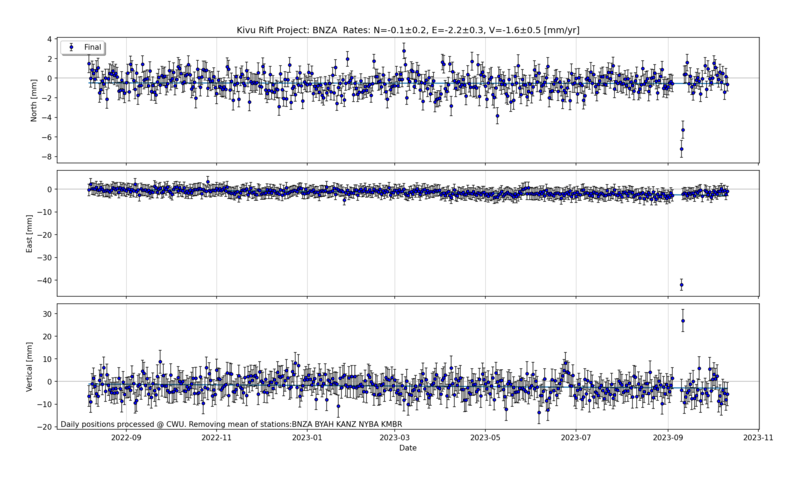 Kivu Rift Project: BNZA  Rates: N=-0.1±0.2, E=-2.2±0.3, V=-1.6±0.5 [mm/yr]
Final
North [mm]
4
2
0
−2
−4
−6
−8
East [mm]
0
−10
−20
−30
−40
Vertical [mm]
30
20
10
0
−10
−20
Daily positions processed @ CWU. Removing mean of stations:BNZA BYAH KANZ NYBA KMBR
2022-09 2022-11 2023-01 2023-03 2023-05 2023-07 2023-09 2023-11
Date